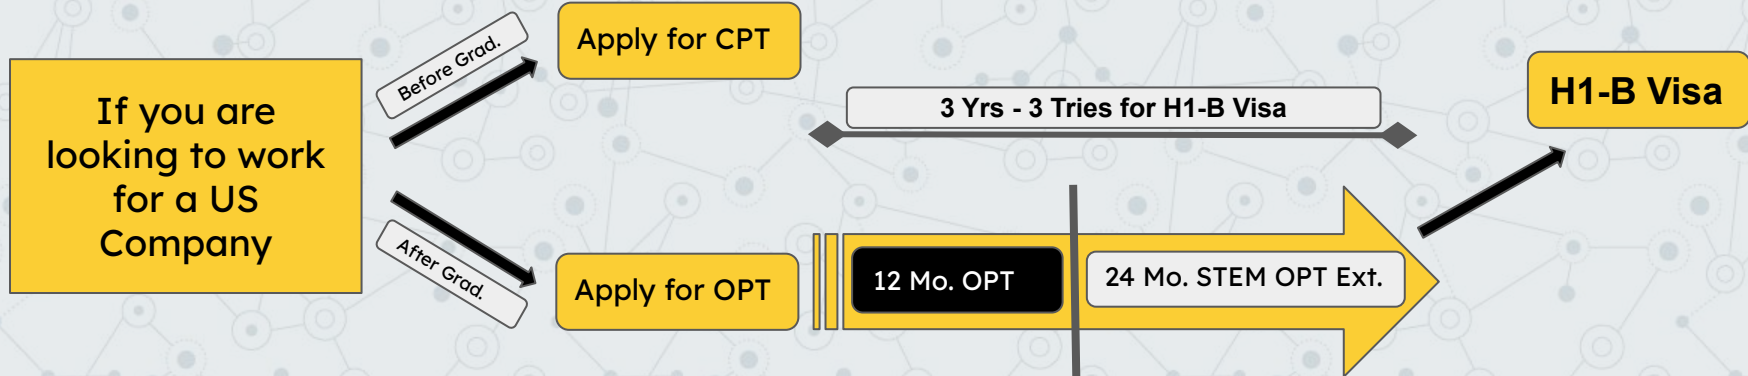 If you are
looking to work
for a US
Company
Before Grad.
Apply for CPT
After Grad.
Apply for OPT
3 Yrs - 3 Tries for H1-B Visa
12 Mo. OPT
24 Mo. STEM OPT Ext.
H1-B Visa